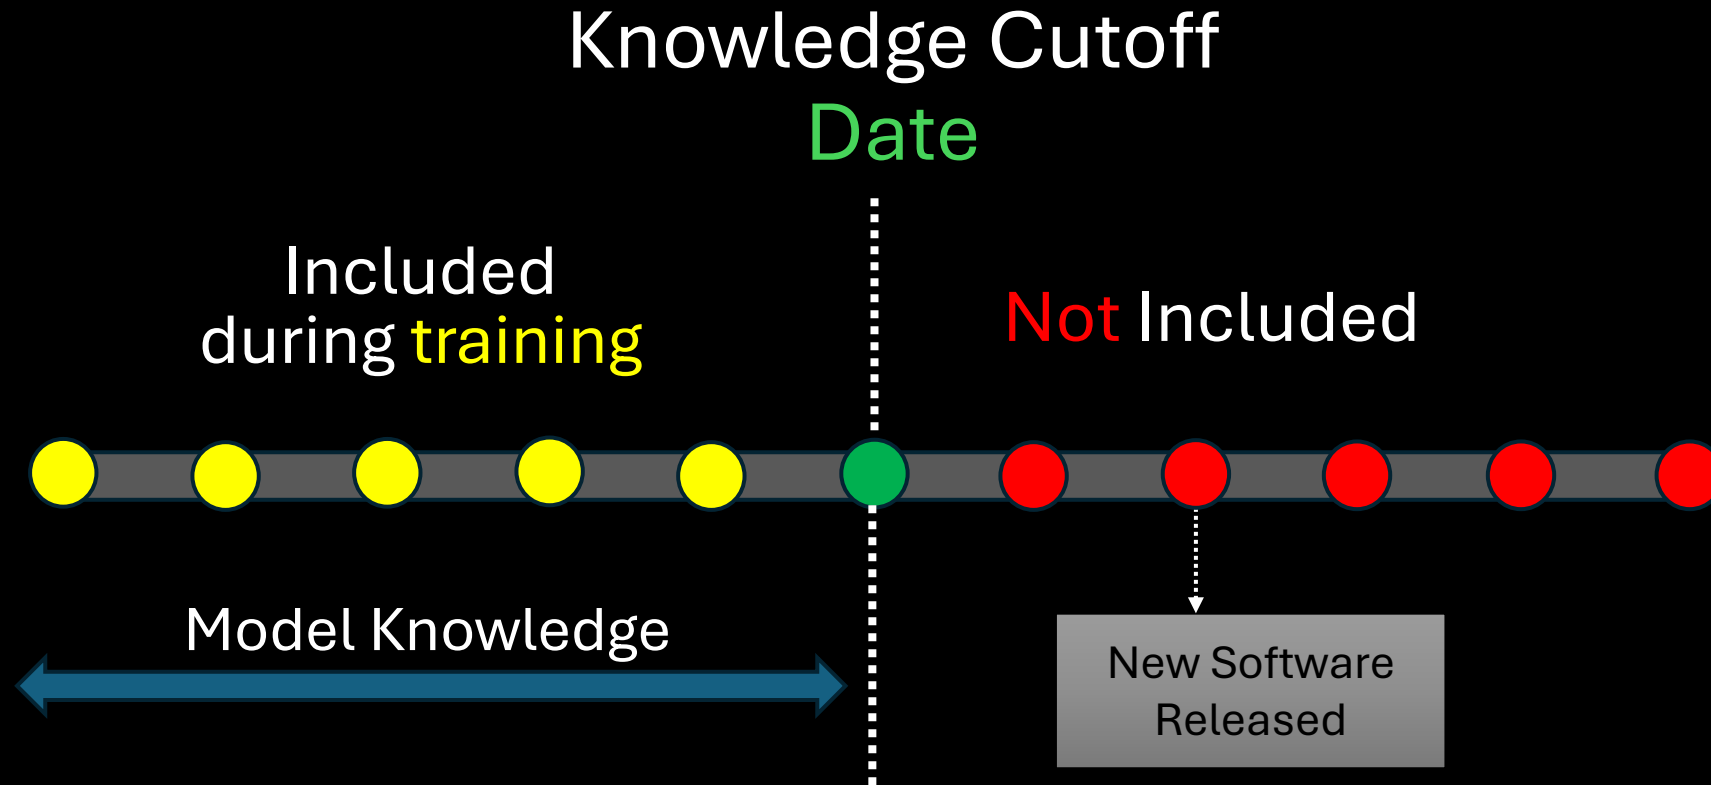 Knowledge Cutoff
Date
Included
during training
Not Included
Model Knowledge
New Software
Released